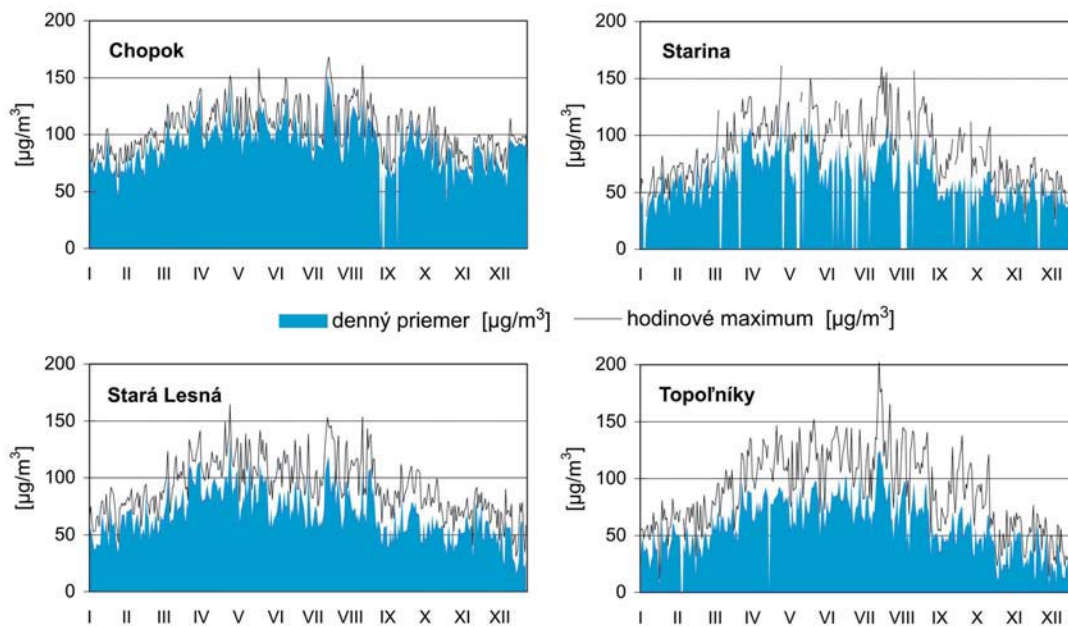 200
150
100
50
0
[µg/m³]
Chopok
I II III IV V VI VII VIII IX X XI XII
200
150
100
50
0
[µg/m³]
Starina
I II III IV V VI VII VIII IX X XI XII
denný priemer [µg/m³] hodinové maximum [µg/m³]
200
150
100
50
0
[µg/m³]
Stará Lesná
I II III IV V VI VII VIII IX X XI XII
200
150
100
50
0
[µg/m³]
Topoľníky
I II III IV V VI VII VIII IX X XI XII